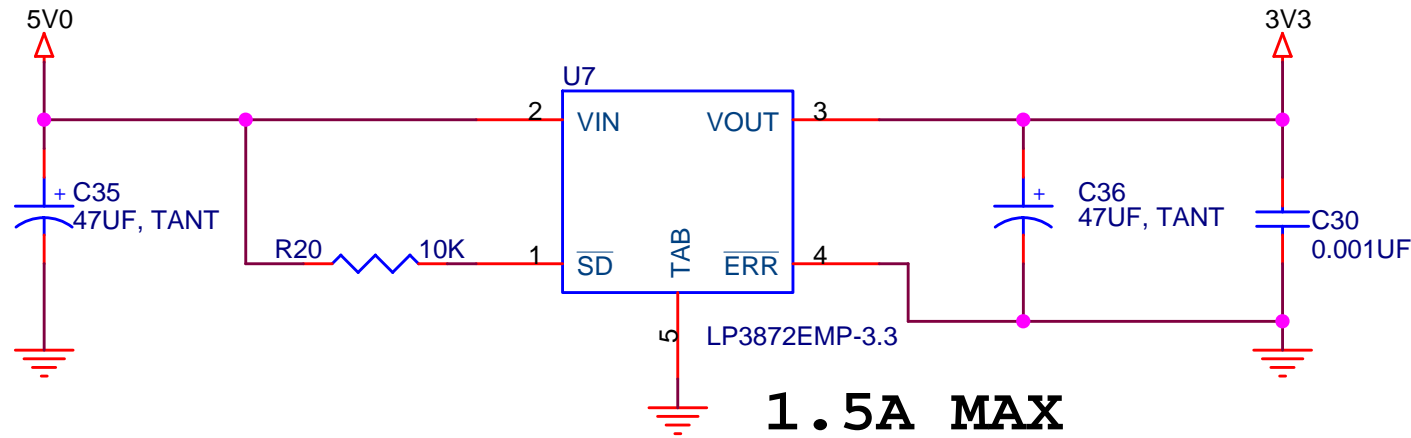 5V0
3V3
U7
2
VIN
VOUT
3
+
C35
47UF, TANT
+
C36
47UF, TANT
C30
0.001UF
R20
10K
1
SD
TAB
ERR
4
5
LP3872EMP-3.3
1.5A MAX